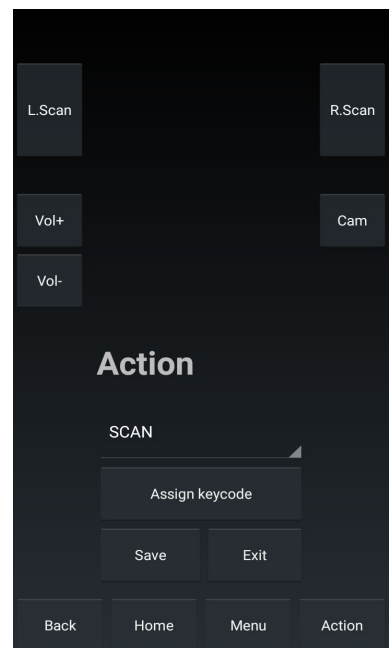 L.Scan
R.Scan
Vol+
Cam
Vol-
Action
SCAN
Assign keycode
Save
Exit
Back
Home
Menu
Action